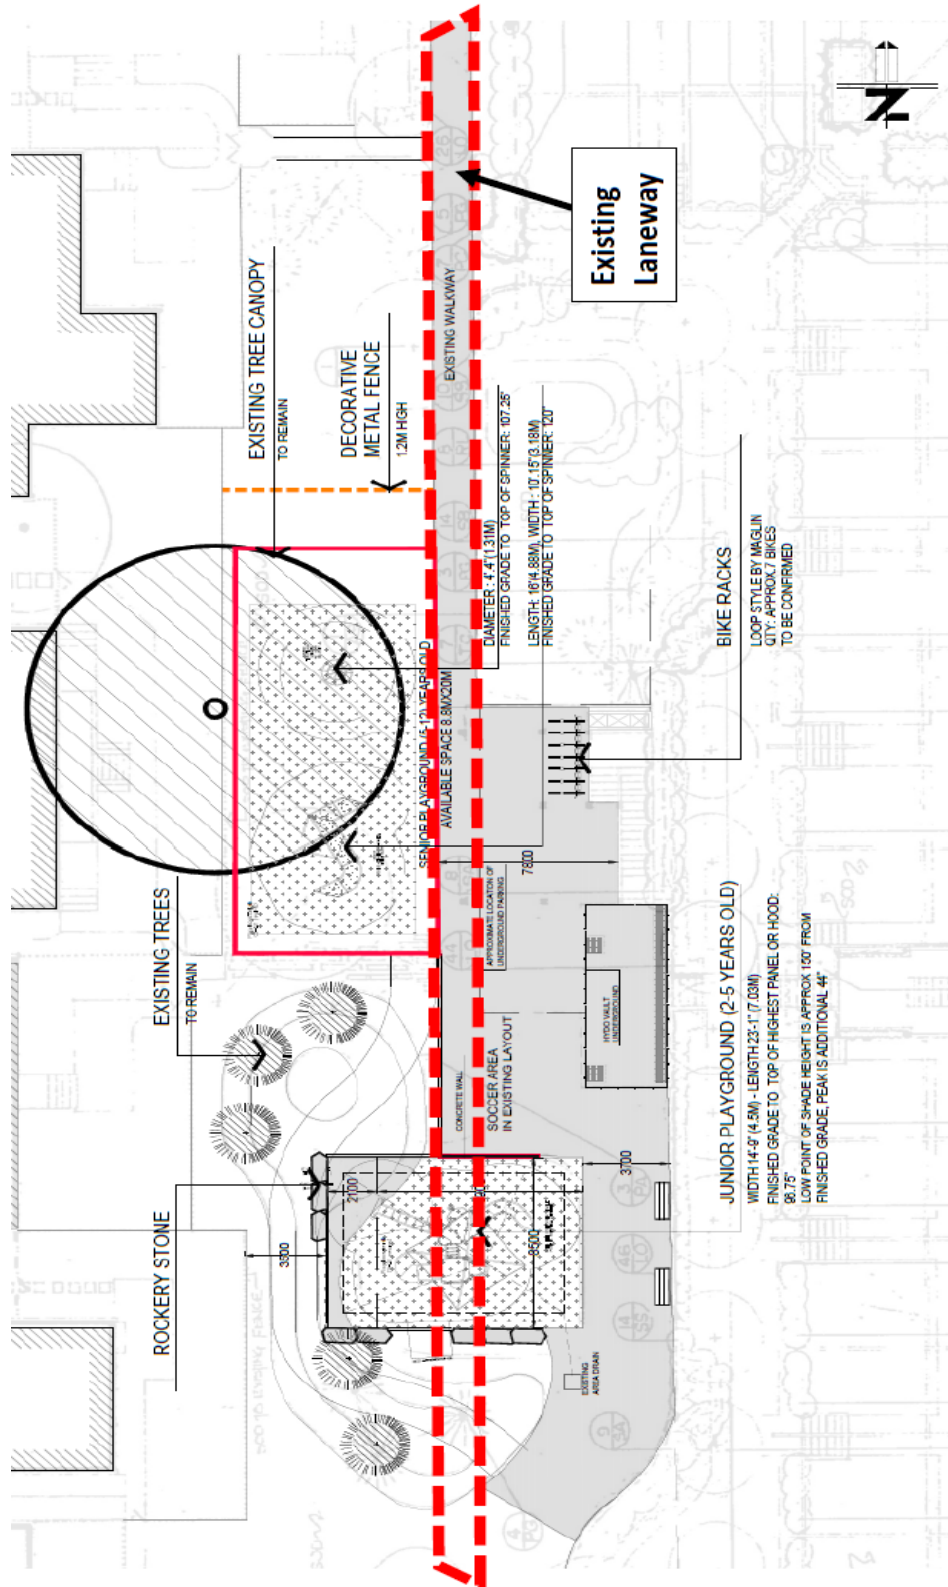 N
Existing
Laneway
EXISTING WALKWAY
EXISTING TREE CANOPY
TO REMAIN
DECORATIVE
METAL FENCE
1.2M HIGH
DIAMETER : 4'.4"(1.31M)
FINISHED GRADE TO TOP OF SPINNER: 107.26"
LENGTH: 16'(4.88M), WIDTH : 10'.15"(3.18M)
FINISHED GRADE TO TOP OF SPINNER: 120"
BIKE RACKS
LOOP STYLE BY MAGLIN
QTY: APPROX.7 BIKES
TO BE CONFIRMED
SENIOR PLAYGROUND (5-12) YEARS OLD
AVAILABLE SPACE 8.8MX20M
7800
EXISTING TREES
TO REMAIN
APPROXIMATE LOCATION OF
UNDERGROUND PARKING
HYDO VAULT
UNDERGROUND
CONCRETE WALL
SOCCER AREA
IN EXISTING LAYOUT
JUNIOR PLAYGROUND (2-5 YEARS OLD)
WIDTH 14'-9" (4.5M) - LENGTH 23'-1" (7.03M)
FINISHED GRADE TO TOP OF HIGHEST PANEL OR HOOD:
96.75"
LOW POINT OF SHADE HEIGHT IS APPROX 150" FROM
FINISHED GRADE, PEAK IS ADDITIONAL 44"
ROCKERY STONE
3500
2100
8500
3700
EXISTING
AREA DRAIN